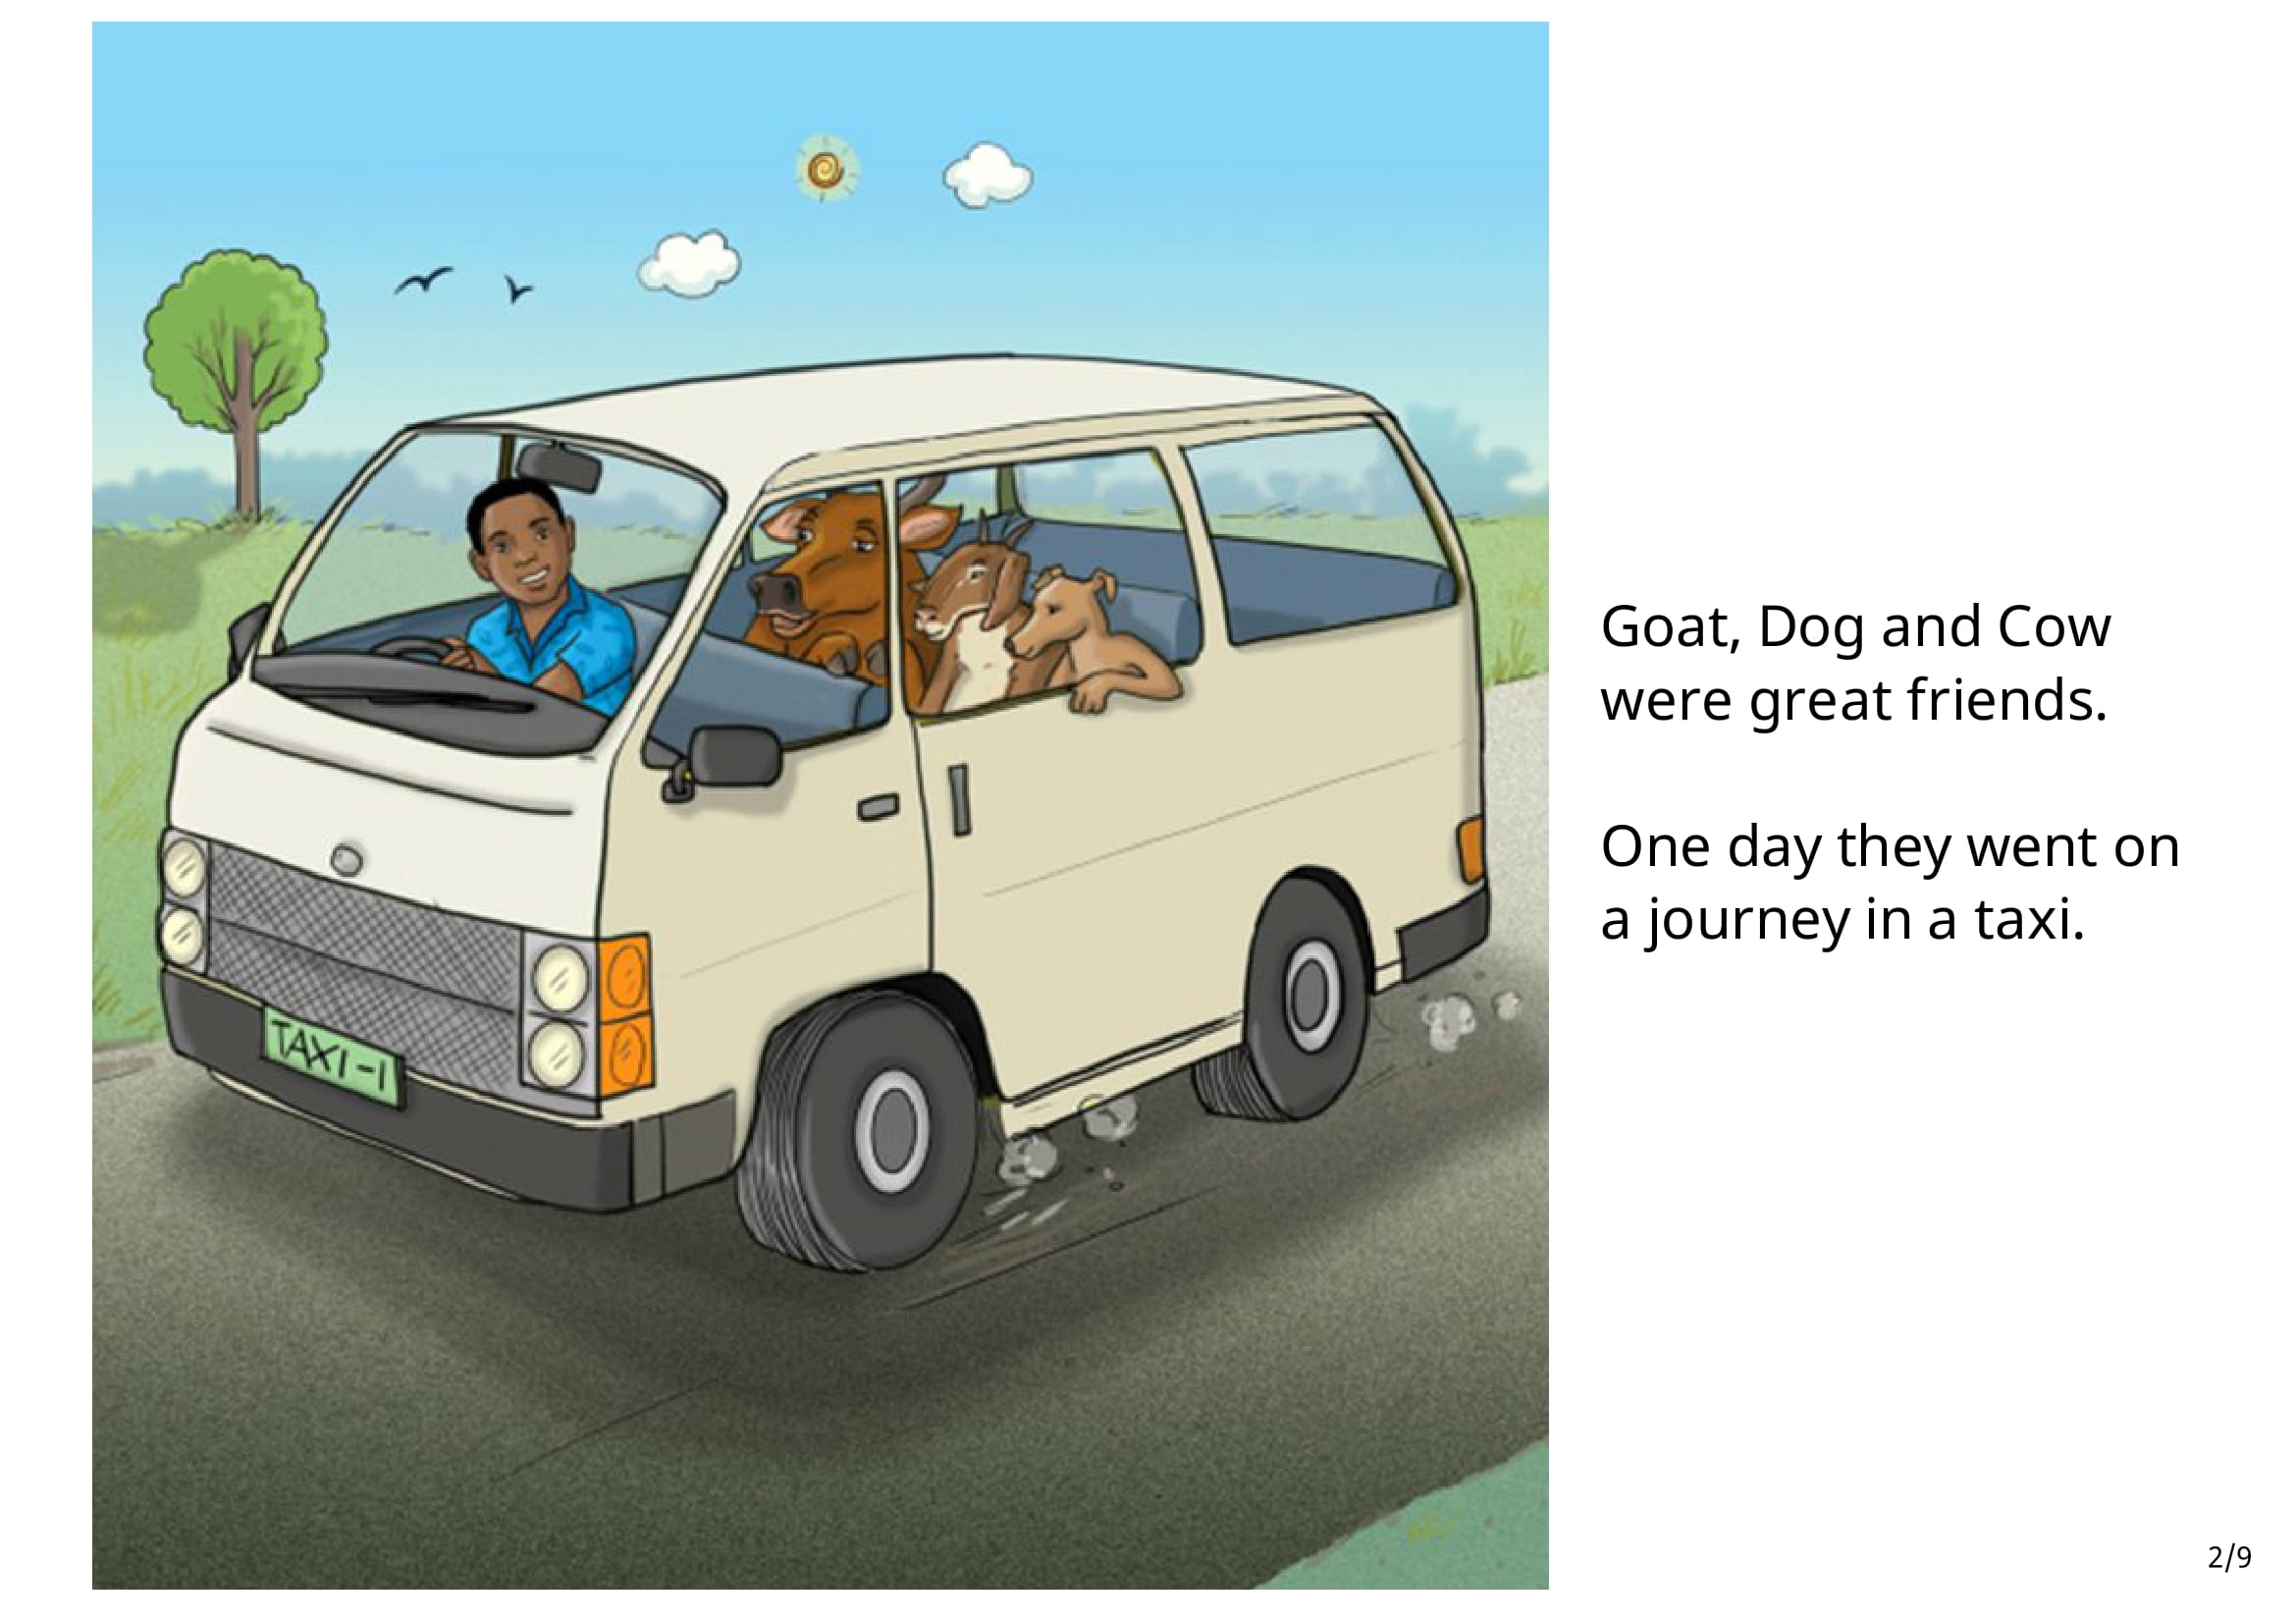 Goat, Dog and Cow
were great friends.
One day they went on
a journey in a taxi.
TAXI-1
2/9